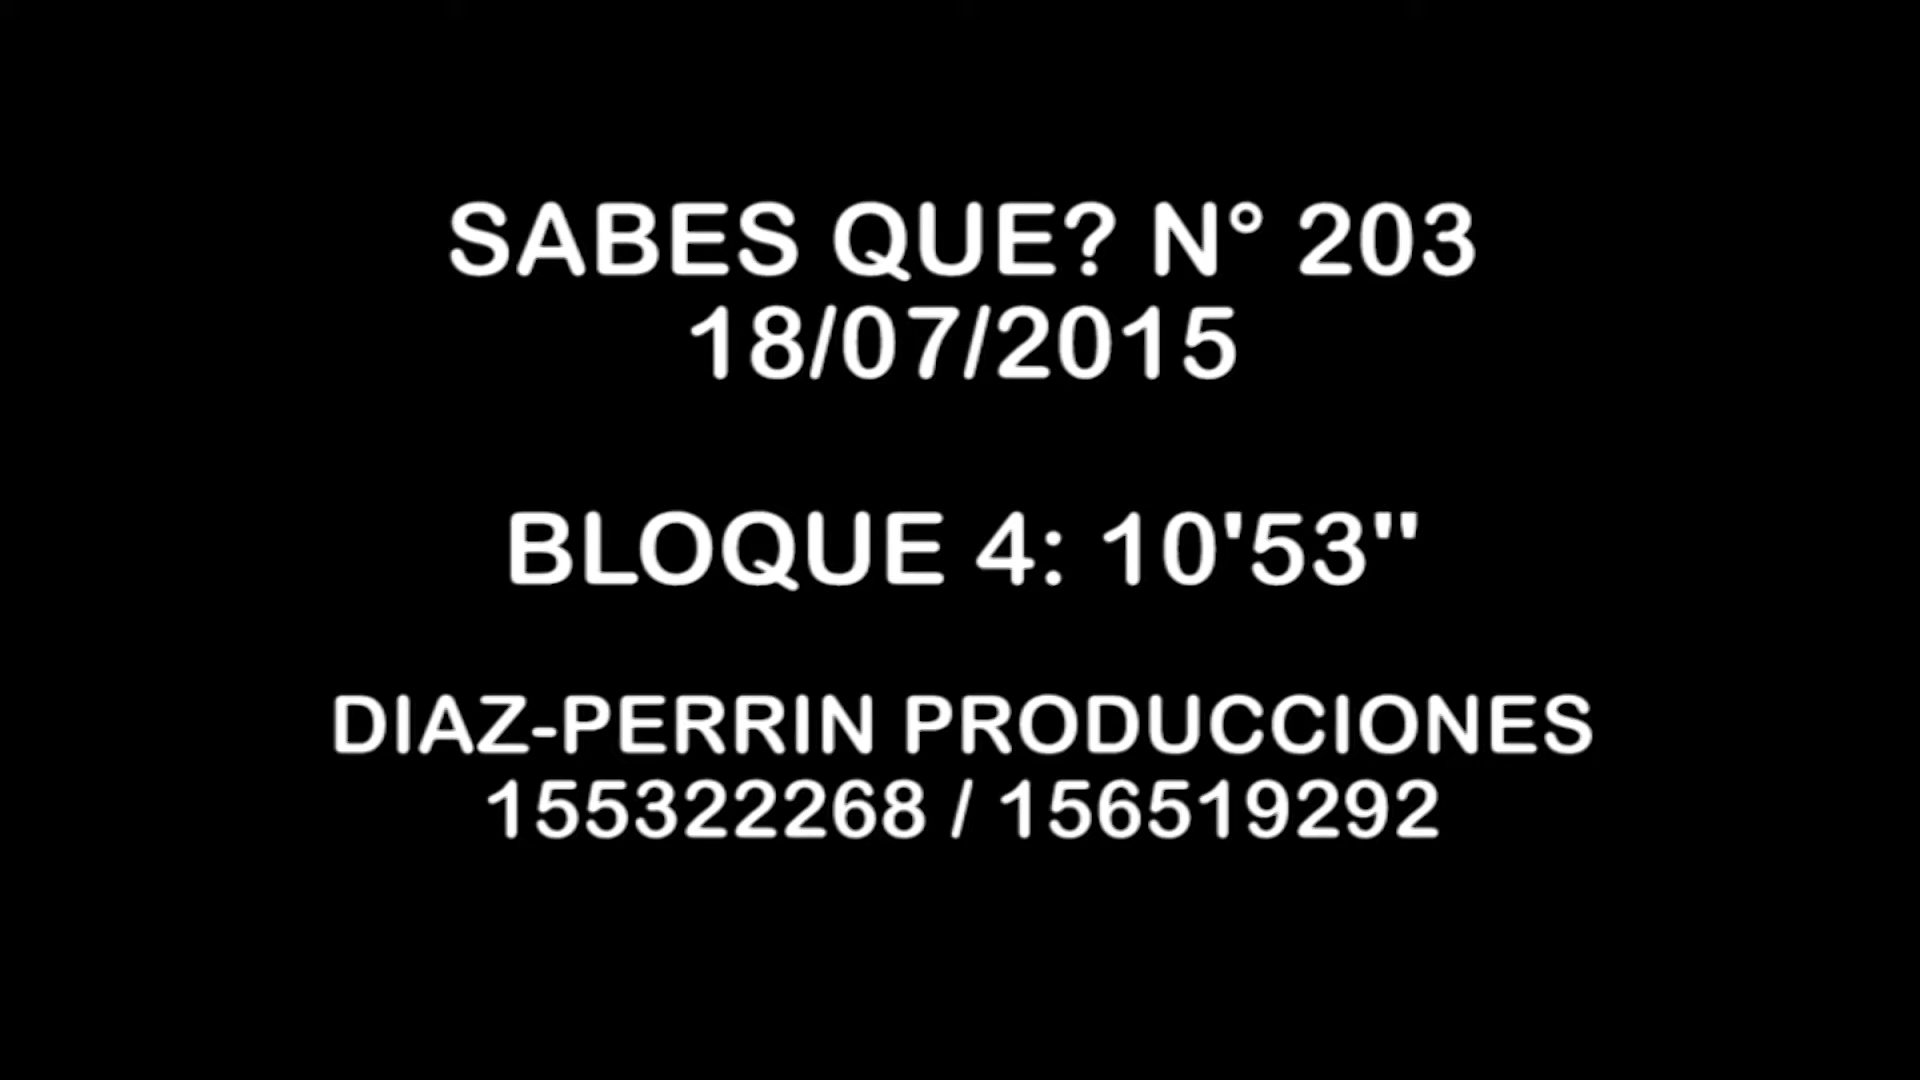 SABES QUE? N° 203
18/07/2015
BLOQUE 4: 10'53''
DIAZ-PERRIN PRODUCCIONES
155322268 / 156519292